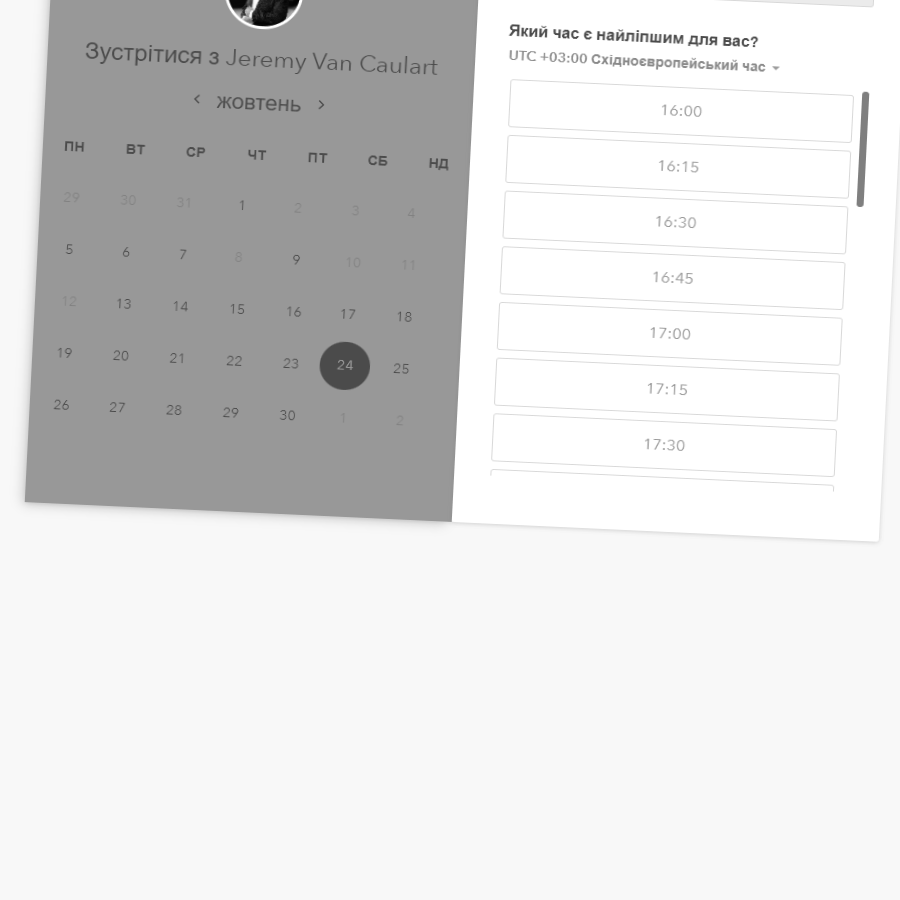 Зустрітися з Jeremy Van Caulart
жовтень
ПН ВТ СР ЧТ ПТ СБ НД
29 30 31 1 2 3 4
5 6 7 8 9 10 11
12 13 14 15 16 17 18
19 20 21 22 23 24 25
26 27 28 29 30 1 2
Який час є найліпшим для вас?
UTC +03:00 Східноєвропейський час
16:00
16:15
16:30
16:45
17:00
17:15
17:30